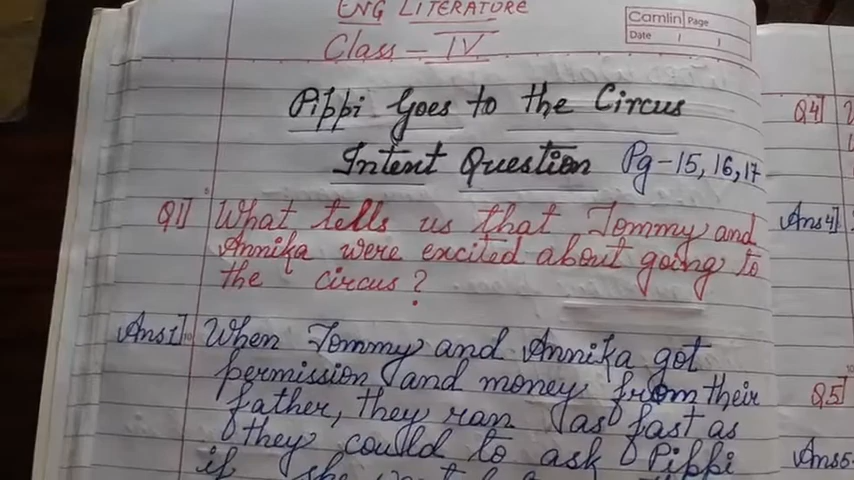 ENG LITERATURE
Class - IV
Camlin Page
Date / /
Pippi Goes to the Circus
Intent Question Pg-15, 16, 17
Q1] What tells us that Tommy and
Annika were excited about going to
the circus?
Ans1] When Tommy and Annika got
permission and money from their
father, they ran as fast as
they could to ask Pippi
if she
Q4]
Ans4]
Q5]
Ans5